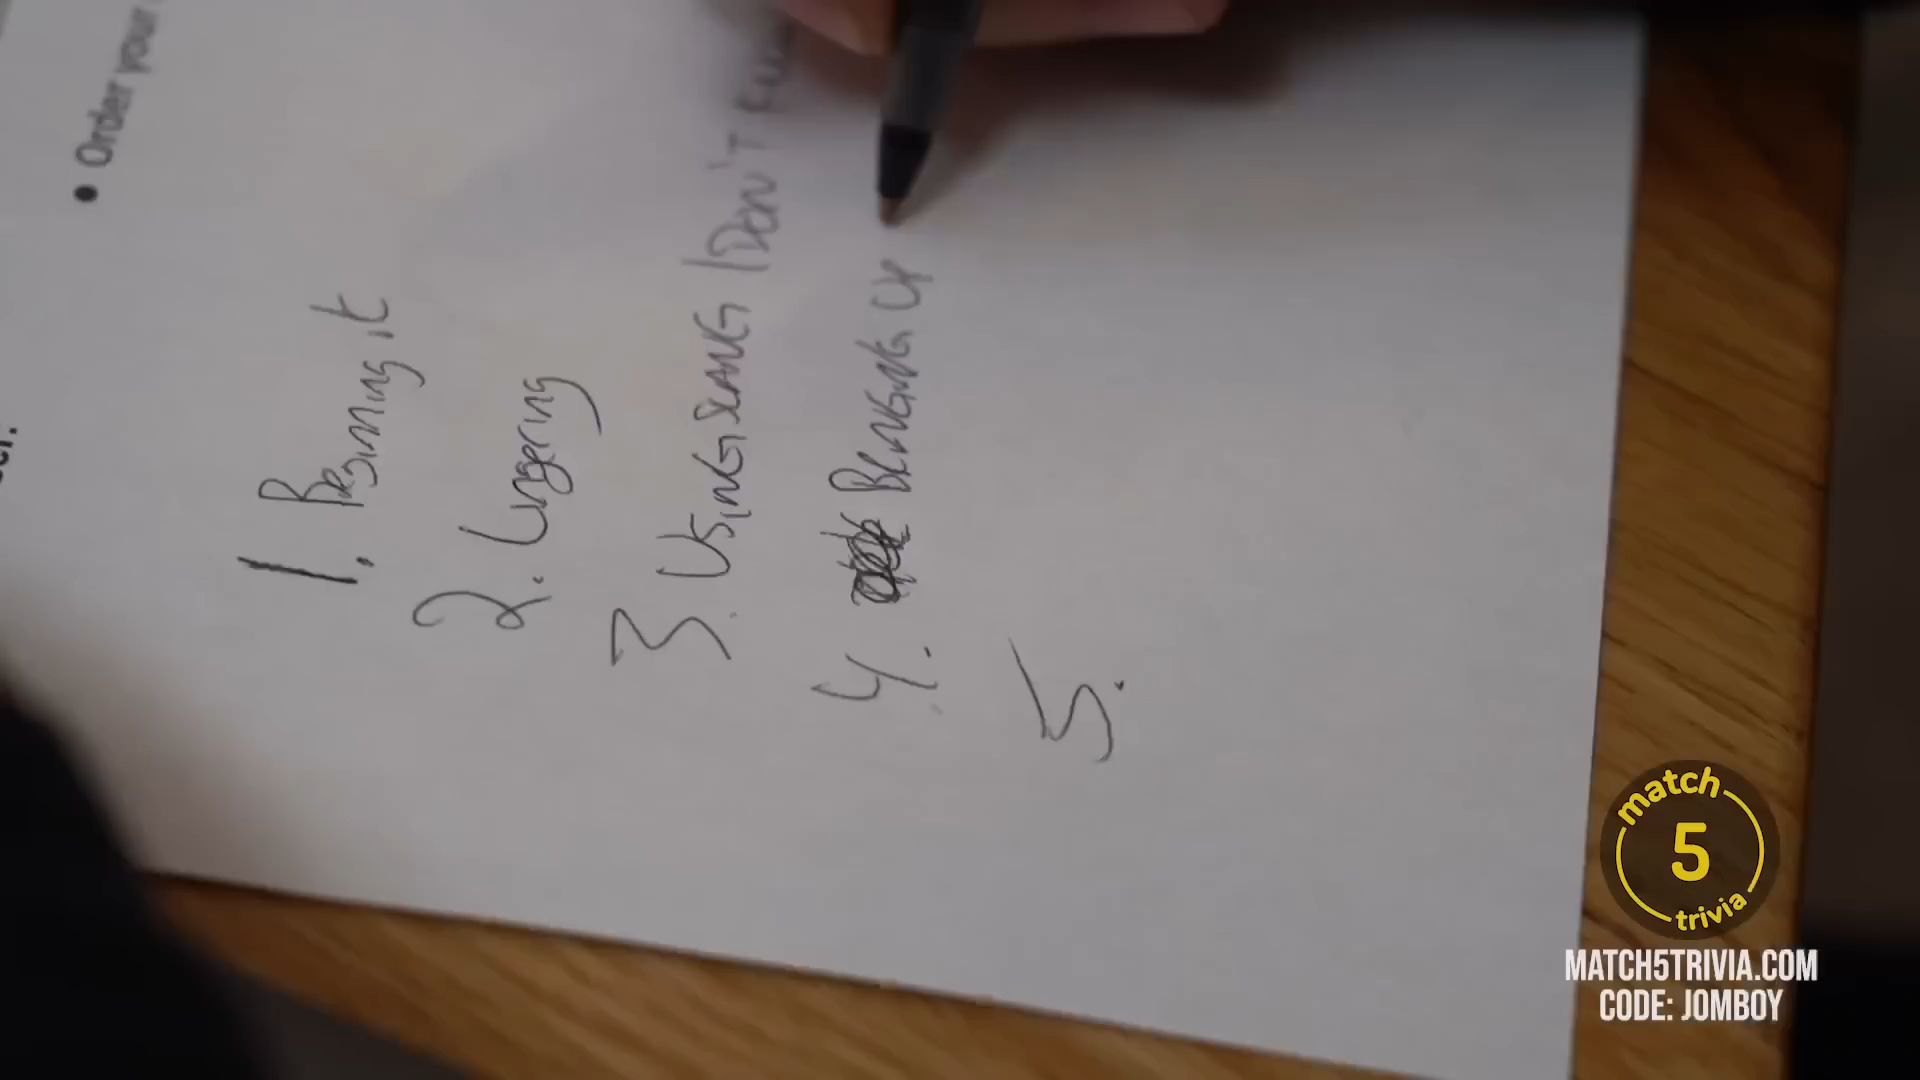 • Order your
1. Beginning it
2. Lingering
3. Using slang I Don't
4. Bringing up
5.
match
5
trivia
MATCH5TRIVIA.COM
CODE: JOMBOY